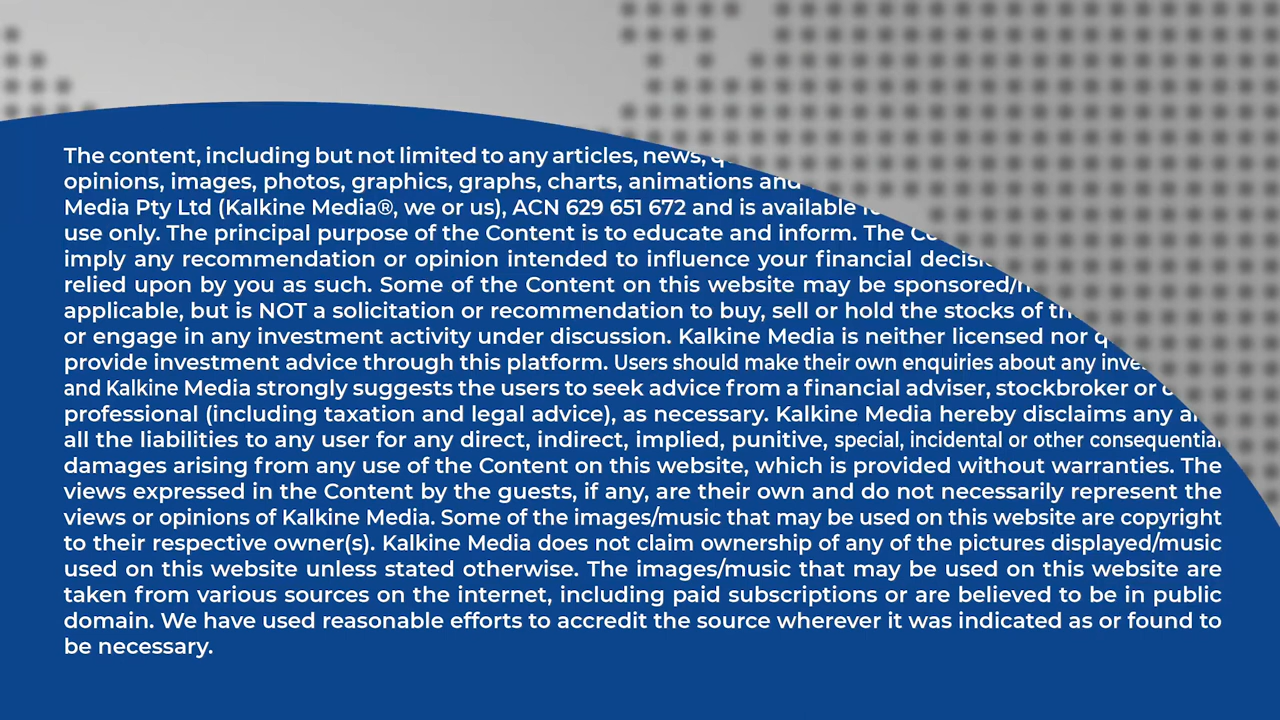 The content, including but not limited to any articles, news,
opinions, images, photos, graphics, graphs, charts, animations and
Media Pty Ltd (Kalkine Media®, we or us), ACN 629 651 672 and is available
use only. The principal purpose of the Content is to educate and inform. The
imply any recommendation or opinion intended to influence your financial
relied upon by you as such. Some of the Content on this website may be
applicable, but is NOT a solicitation or recommendation to buy, sell or hold the stocks of
or engage in any investment activity under discussion. Kalkine Media is neither licensed nor
provide investment advice through this platform. Users should make their own enquiries about any
and Kalkine Media strongly suggests the users to seek advice from a financial adviser, stockbroker or
professional (including taxation and legal advice), as necessary. Kalkine Media hereby disclaims any
all the liabilities to any user for any direct, indirect, implied, punitive, special, incidental or other consequential
damages arising from any use of the Content on this website, which is provided without warranties. The
views expressed in the Content by the guests, if any, are their own and do not necessarily represent the
views or opinions of Kalkine Media. Some of the images/music that may be used on this website are copyright
to their respective owner(s). Kalkine Media does not claim ownership of any of the pictures displayed/music
used on this website unless stated otherwise. The images/music that may be used on this website are
taken from various sources on the internet, including paid subscriptions or are believed to be in public
domain. We have used reasonable efforts to accredit the source wherever it was indicated as or found to
be necessary.